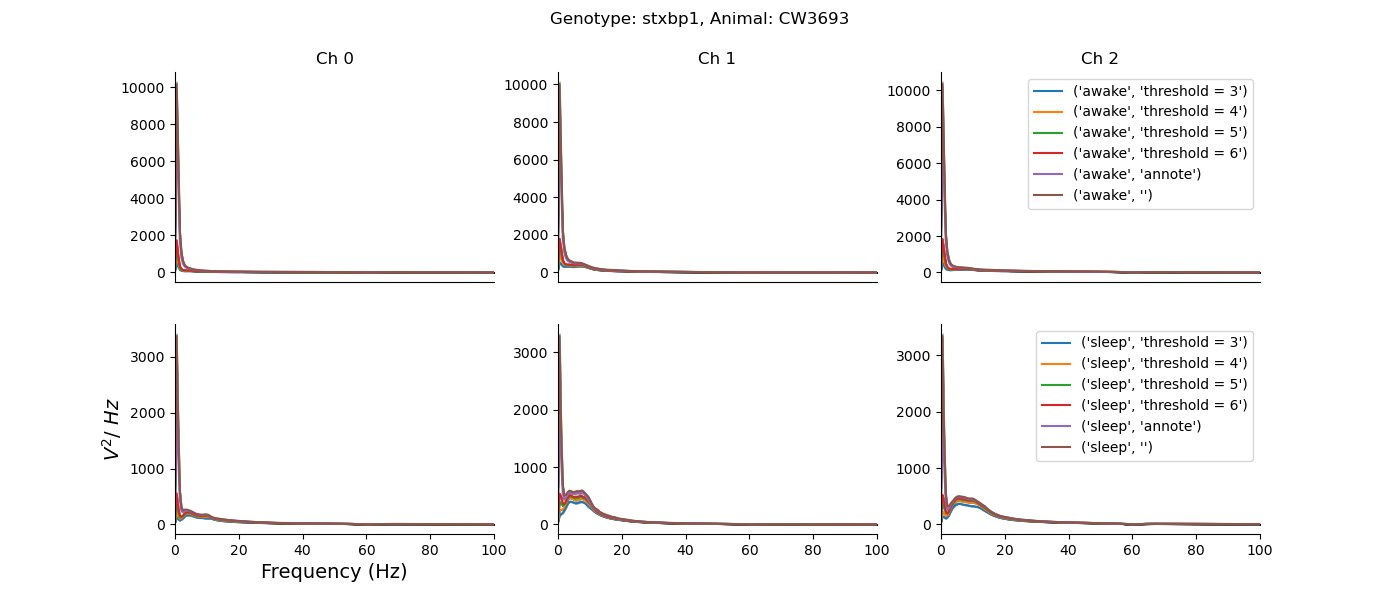 Genotype: stxbp1, Animal: CW3693
Ch 0
Ch 1
Ch 2
10000
8000
6000
4000
2000
0
10000
8000
6000
4000
2000
0
10000
8000
6000
4000
2000
0
('awake', 'threshold = 3')
('awake', 'threshold = 4')
('awake', 'threshold = 5')
('awake', 'threshold = 6')
('awake', 'annote')
('awake', '')
V²/ Hz
3000
2000
1000
0
0 20 40 60 80 100
Frequency (Hz)
3000
2000
1000
0
0 20 40 60 80 100
3000
2000
1000
0
0 20 40 60 80 100
('sleep', 'threshold = 3')
('sleep', 'threshold = 4')
('sleep', 'threshold = 5')
('sleep', 'threshold = 6')
('sleep', 'annote')
('sleep', '')